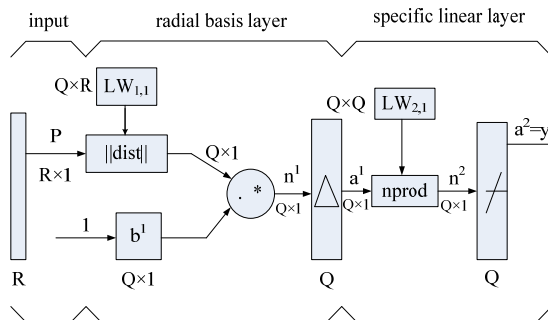 input radial basis layer specific linear layer
Q×R LW1,1
Q×Q LW2,1
P
R×1
||dist||
Q×1
. *
n¹
Q×1
a¹
Q×1
nprod
n²
Q×1
a²=y
1
b¹
Q×1
R
Q
Q